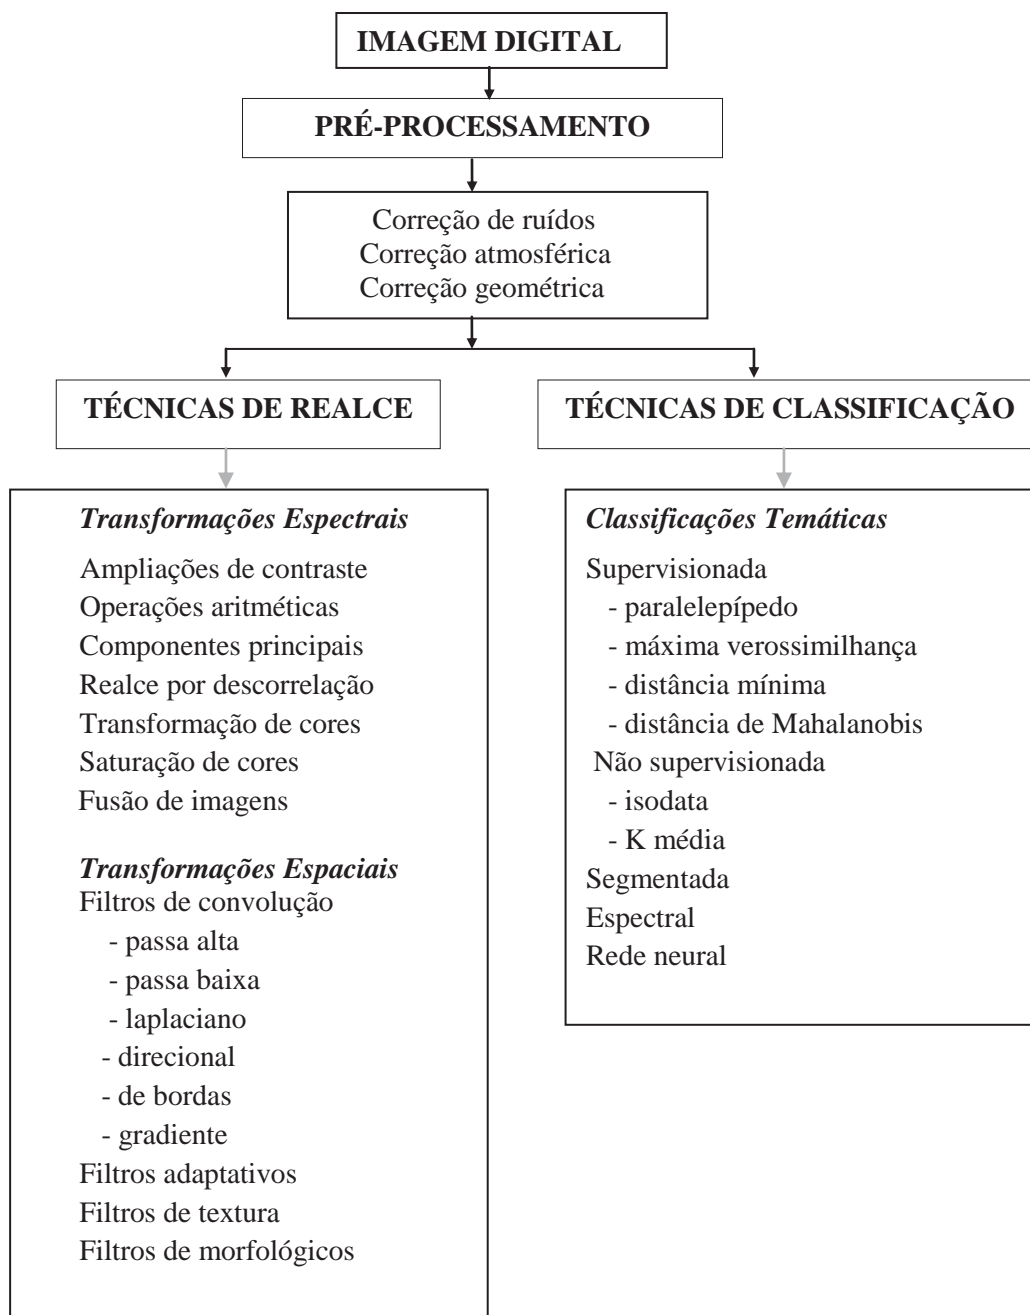 IMAGEM DIGITAL
PRÉ-PROCESSAMENTO
Correção de ruídos
Correção atmosférica
Correção geométrica
TÉCNICAS DE REALCE
Transformações Espectrais
Ampliações de contraste
Operações aritméticas
Componentes principais
Realce por descorrelação
Transformação de cores
Saturação de cores
Fusão de imagens
Transformações Espaciais
Filtros de convolução
- passa alta
- passa baixa
- laplaciano
- direcional
- de bordas
- gradiente
Filtros adaptativos
Filtros de textura
Filtros de morfológicos
TÉCNICAS DE CLASSIFICAÇÃO
Classificações Temáticas
Supervisionada
- paralelepípedo
- máxima verossimilhança
- distância mínima
- distância de Mahalanobis
Não supervisionada
- isodata
- K média
Segmentada
Espectral
Rede neural